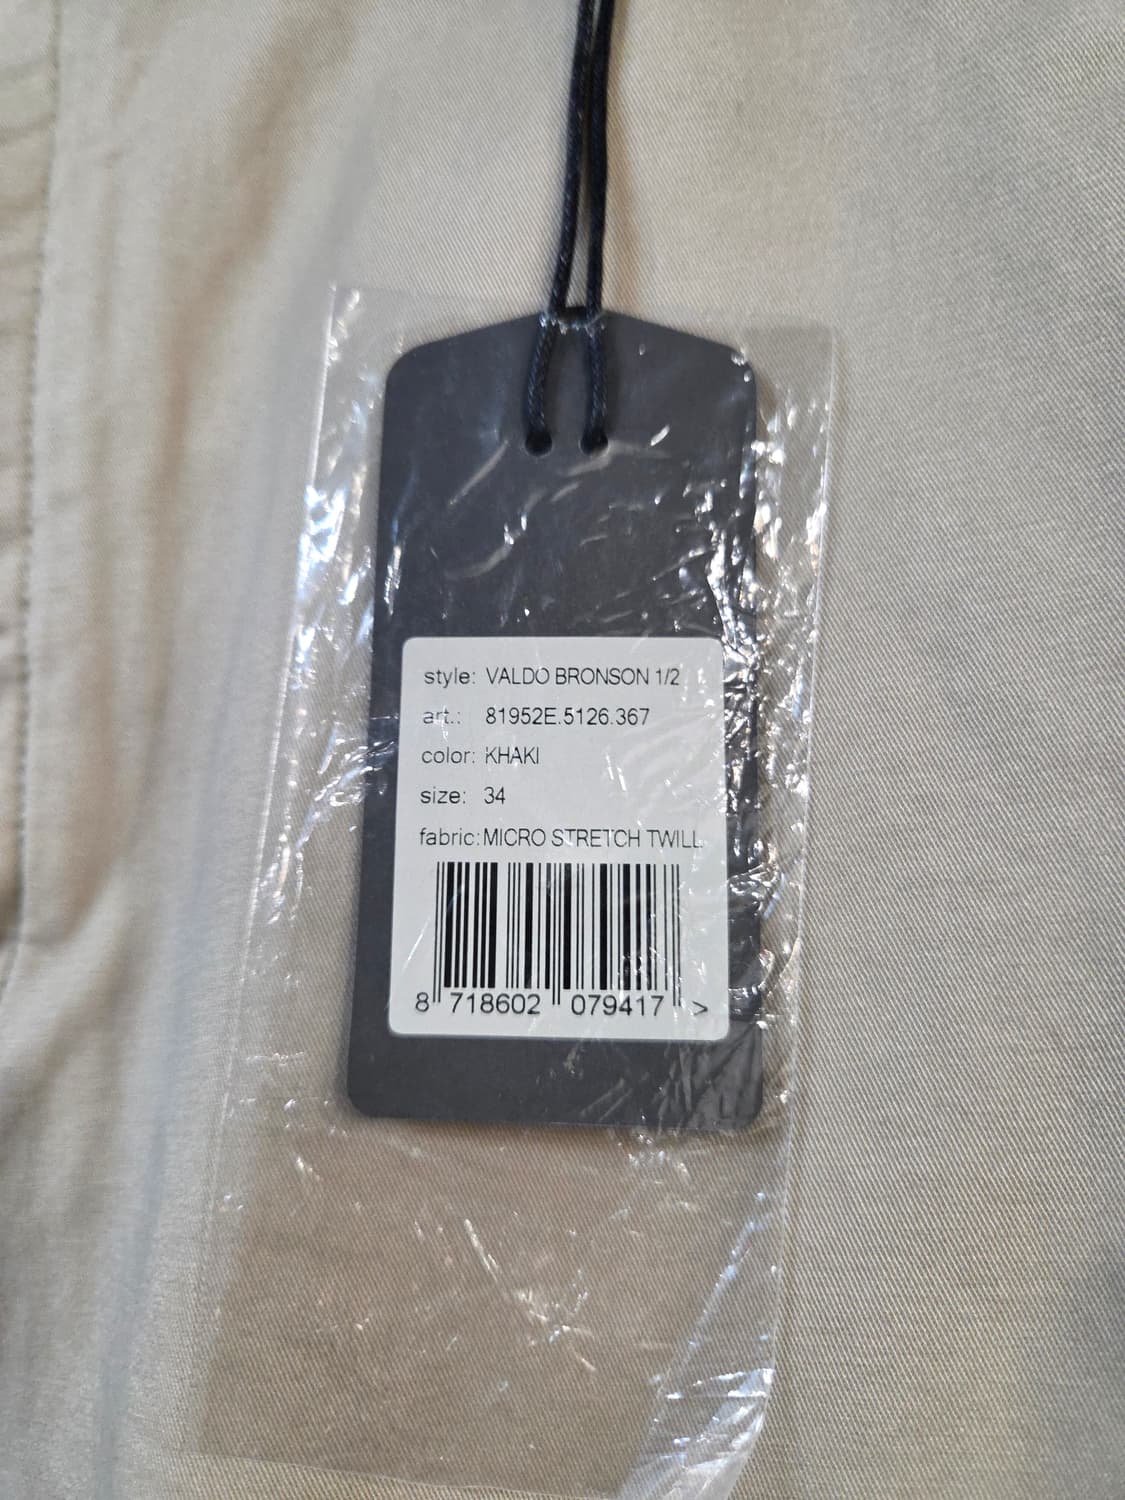 style: VALDO BRONSON 1/2
art.: 81952E.5126.367
color: KHAKI
size: 34
fabric: MICRO STRETCH TWILL
8 718602 079417 >